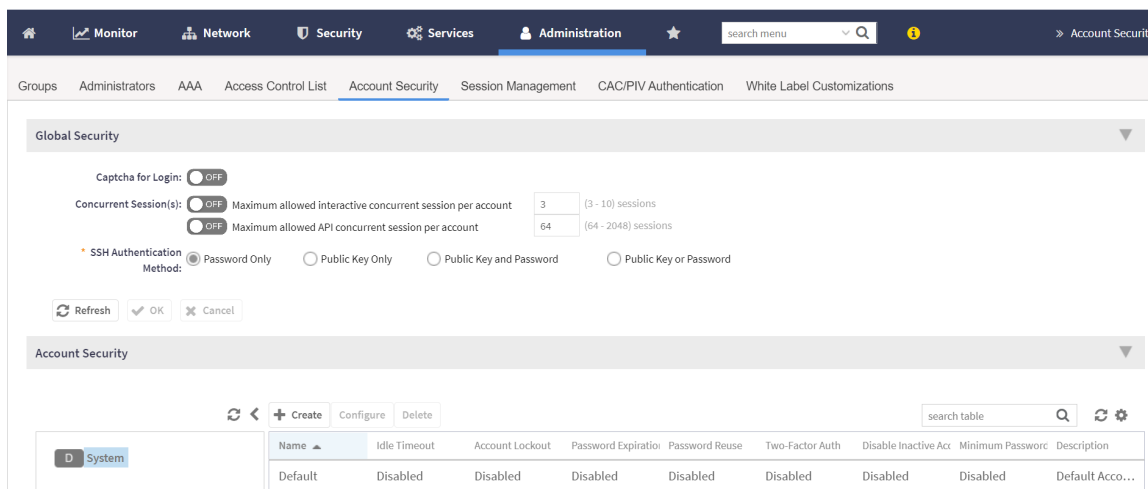 Monitor Network Security Services Administration search menu » Account Securit
Groups Administrators AAA Access Control List Account Security Session Management CAC/PIV Authentication White Label Customizations
Global Security
Captcha for Login: OFF
Concurrent Session(s): OFF Maximum allowed interactive concurrent session per account 3 (3 - 10) sessions
OFF Maximum allowed API concurrent session per account 64 (64 - 2048) sessions
* SSH Authentication
Method: Password Only Public Key Only Public Key and Password Public Key or Password
Refresh OK Cancel
Account Security
Create Configure Delete search table
Name Idle Timeout Account Lockout Password Expiratio Password Reuse Two-Factor Auth Disable Inactive Acc Minimum Password Description
D System
Default Disabled Disabled Disabled Disabled Disabled Disabled Disabled Default Acco...